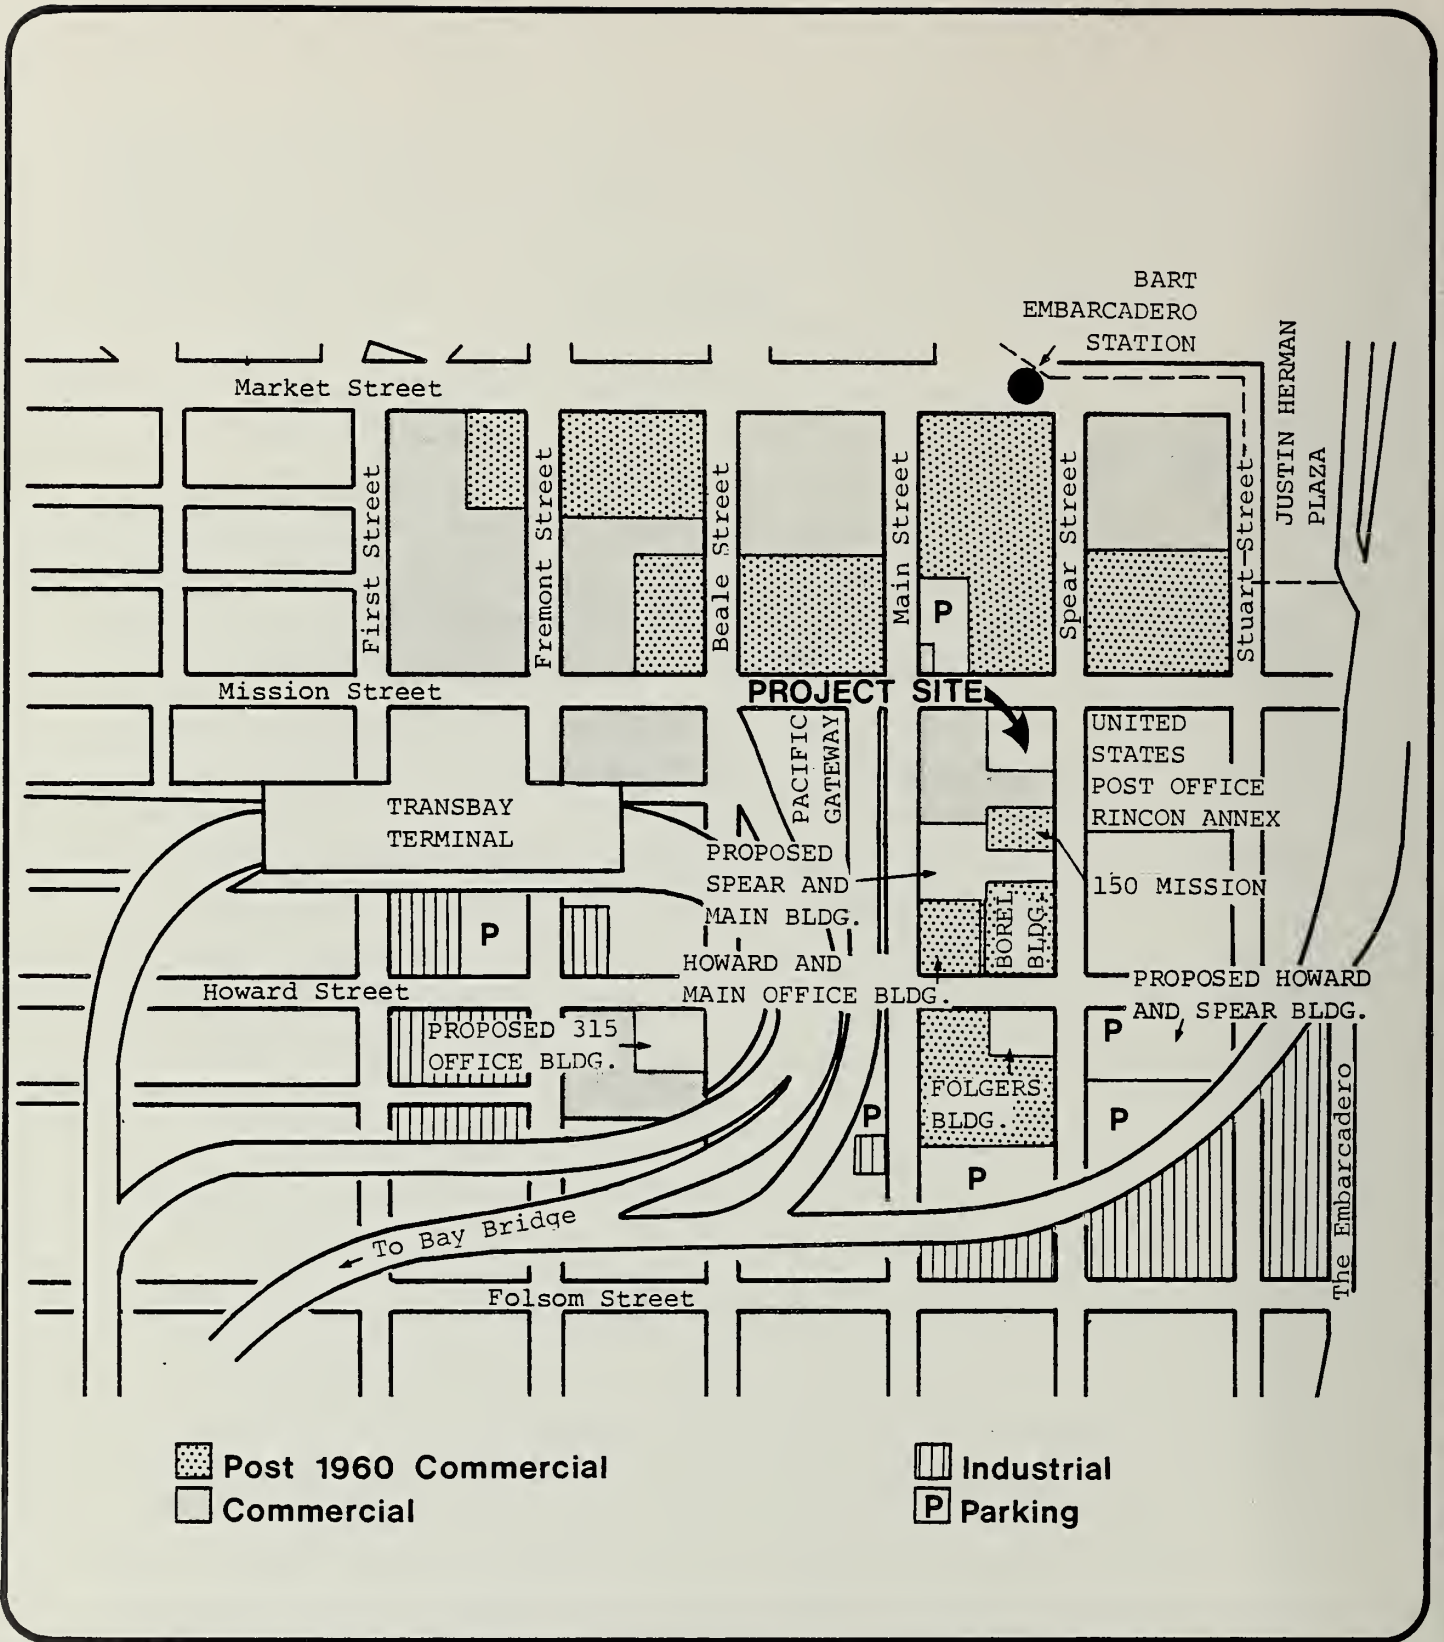 BART
EMBARCADERO
STATION
JUSTIN HERMAN
PLAZA
Market Street
First Street
Fremont Street
Beale Street
Main Street
Spear Street
Stuart Street
P
Mission Street
PROJECT SITE
PACIFIC
GATEWAY
UNITED
STATES
POST OFFICE
RINCON ANNEX
TRANSBAY
TERMINAL
PROPOSED
SPEAR AND
MAIN BLDG.
150 MISSION
BOREL
BLDG.
P
HOWARD AND
MAIN OFFICE BLDG.
PROPOSED HOWARD
AND SPEAR BLDG.
Howard Street
PROPOSED 315
OFFICE BLDG.
P
FOLGERS
BLDG.
P
P
P
The Embarcadero
To Bay Bridge
Folsom Street
Post 1960 Commercial
Commercial
Industrial
P Parking